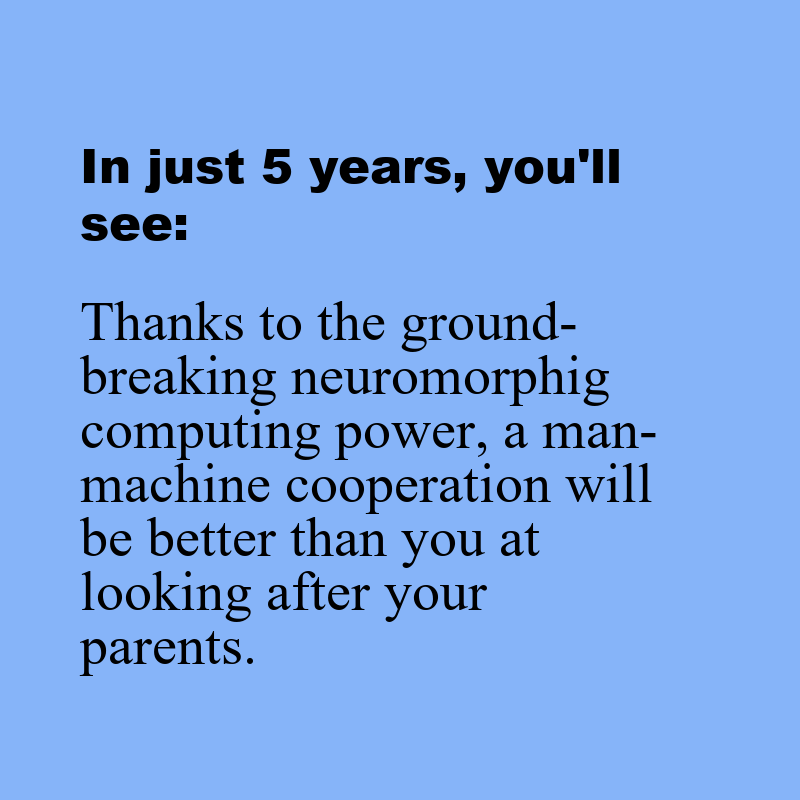 In just 5 years, you'll
see:
Thanks to the ground-
breaking neuromorphig
computing power, a man-
machine cooperation will
be better than you at
looking after your
parents.